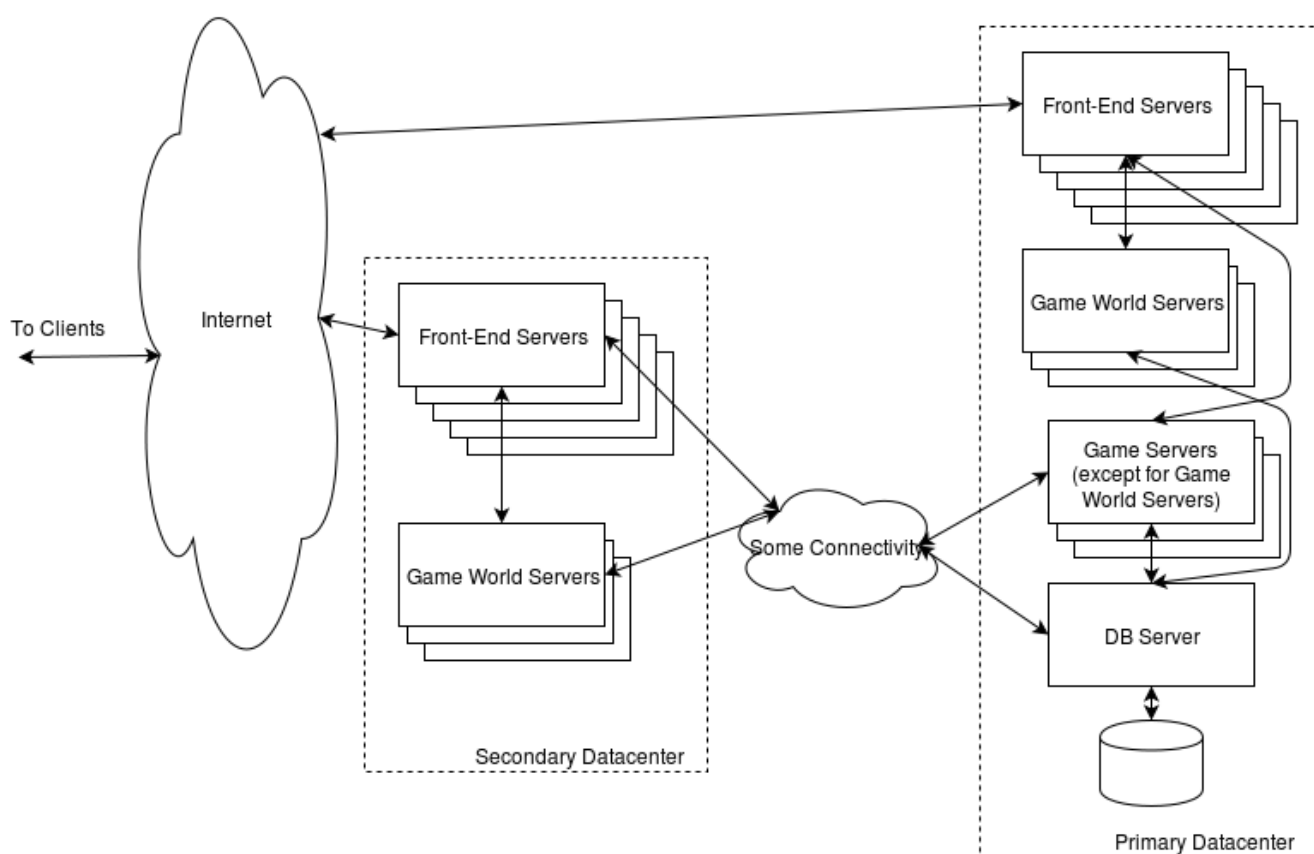 Front-End Servers
Game World Servers
Internet
To Clients
Front-End Servers
Game Servers
(except for Game
World Servers)
Some Connectivity
Game World Servers
DB Server
Secondary Datacenter
Primary Datacenter